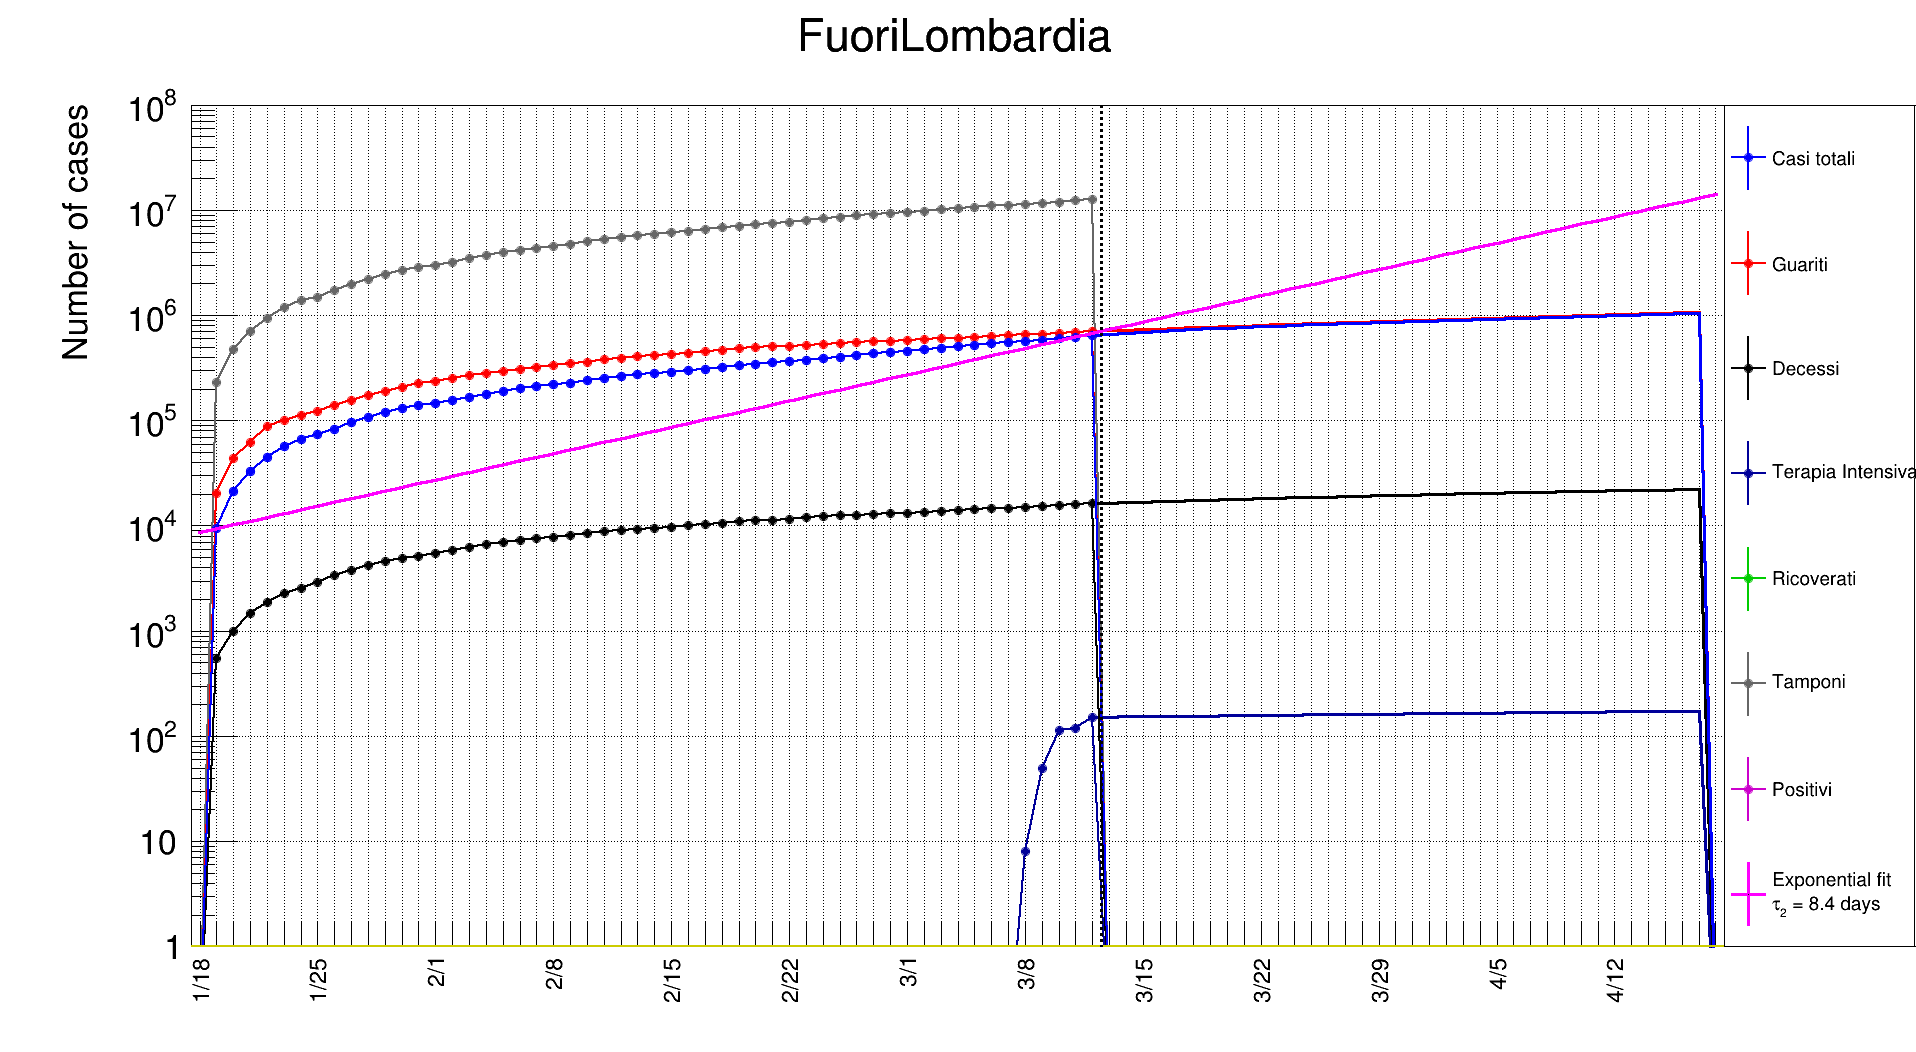 FuoriLombardia
Number of cases
10^8
10^7
10^6
10^5
10^4
10^3
10^2
10
1
1/18
1/25
2/1
2/8
2/15
2/22
3/1
3/8
3/15
3/22
3/29
4/5
4/12
Casi totali
Guariti
Decessi
Terapia Intensiva
Ricoverati
Tamponi
Positivi
Exponential fit
τ_2 = 8.4 days